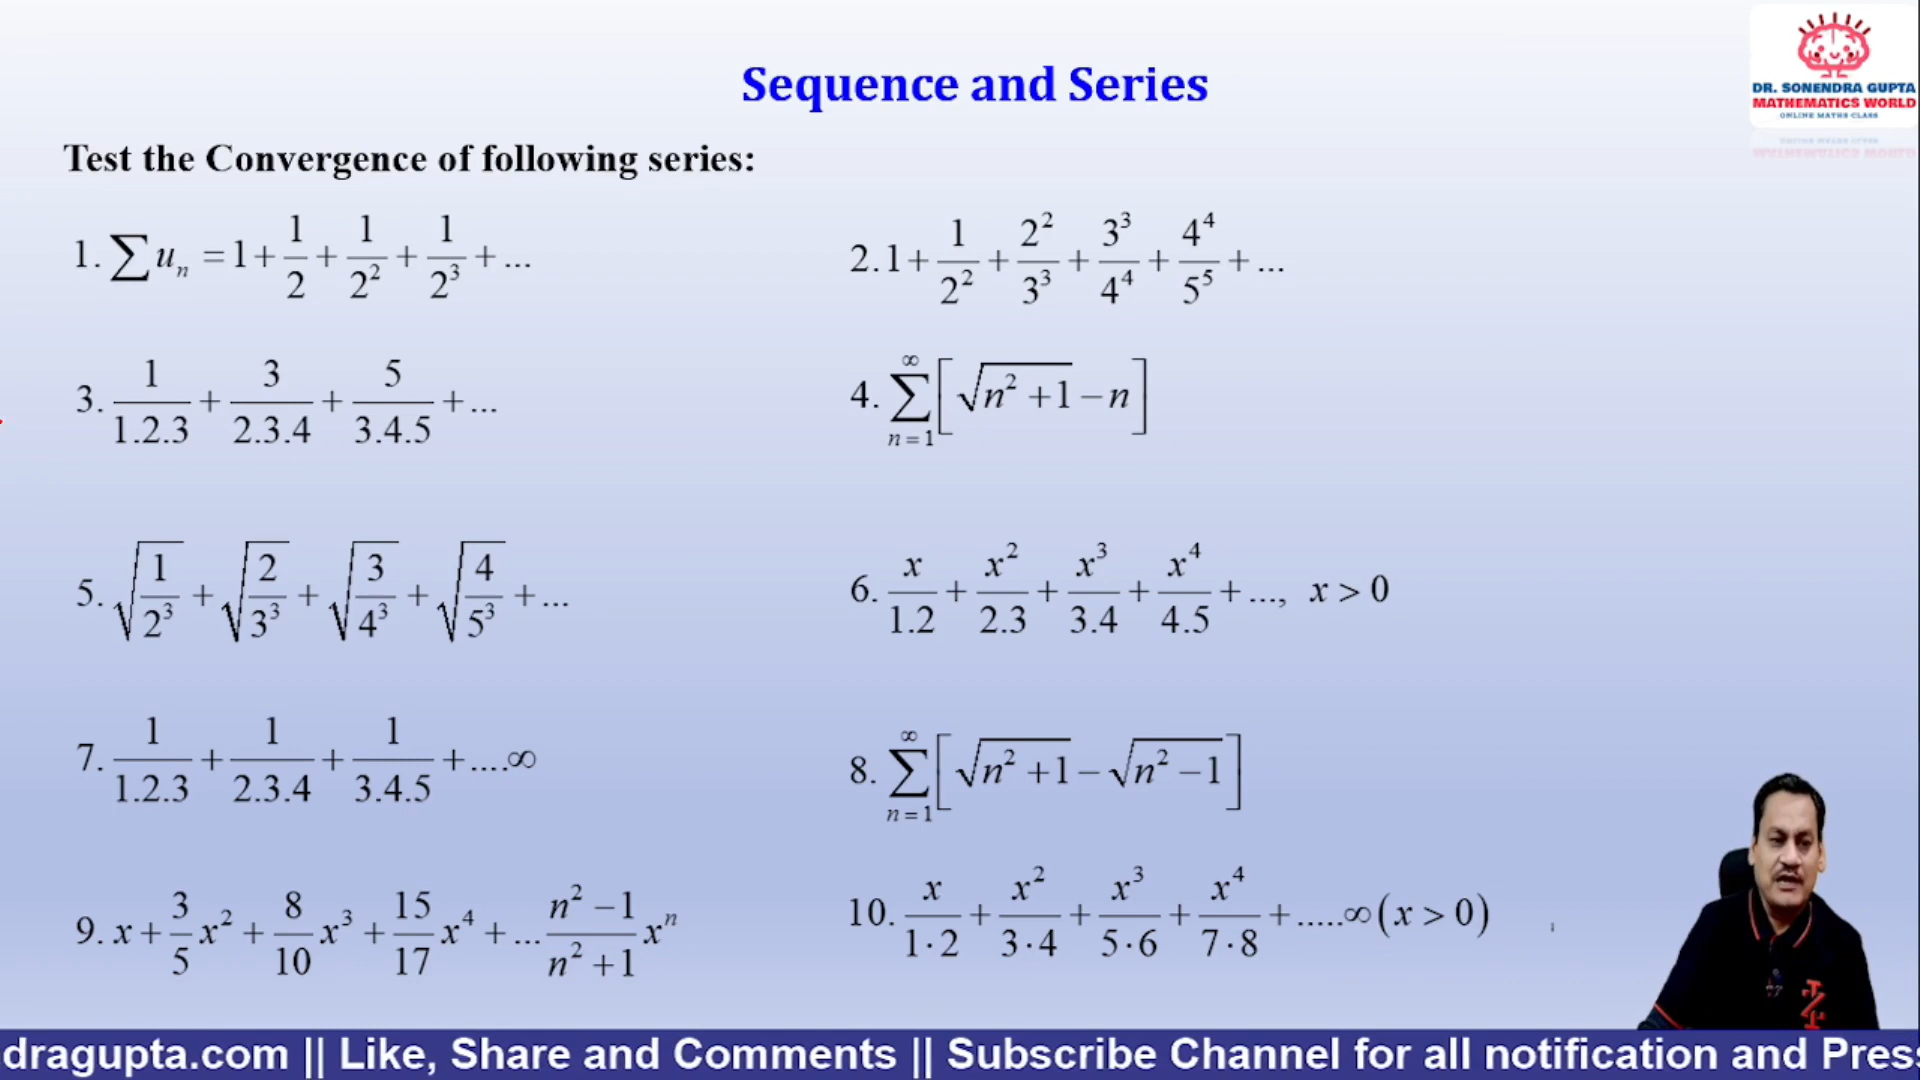 Sequence and Series
DR. SONENDRA GUPTA
MATHEMATICS WORLD
ONLINE MATHS CLASS
Test the Convergence of following series:
1. ∑ uₙ = 1 + 1/2 + 1/2² + 1/2³ + ...
2. 1 + 1/2² + 2²/3³ + 3³/4⁴ + 4⁴/5⁵ + ...
3. 1/1.2.3 + 3/2.3.4 + 5/3.4.5 + ...
4. ∑_{n=1}^{∞} [√(n² + 1) − n]
5. √(1/2³) + √(2/3³) + √(3/4³) + √(4/5³) + ...
6. x/1.2 + x²/2.3 + x³/3.4 + x⁴/4.5 + ..., x > 0
7. 1/1.2.3 + 1/2.3.4 + 1/3.4.5 + ....∞
8. ∑_{n=1}^{∞} [√(n² + 1) − √(n² − 1)]
9. x + 3/5 x² + 8/10 x³ + 15/17 x⁴ + ... (n² − 1)/(n² + 1) xⁿ
10. x/1·2 + x²/3·4 + x³/5·6 + x⁴/7·8 + .....∞ (x > 0)
dragupta.com || Like, Share and Comments || Subscribe Channel for all notification and Press